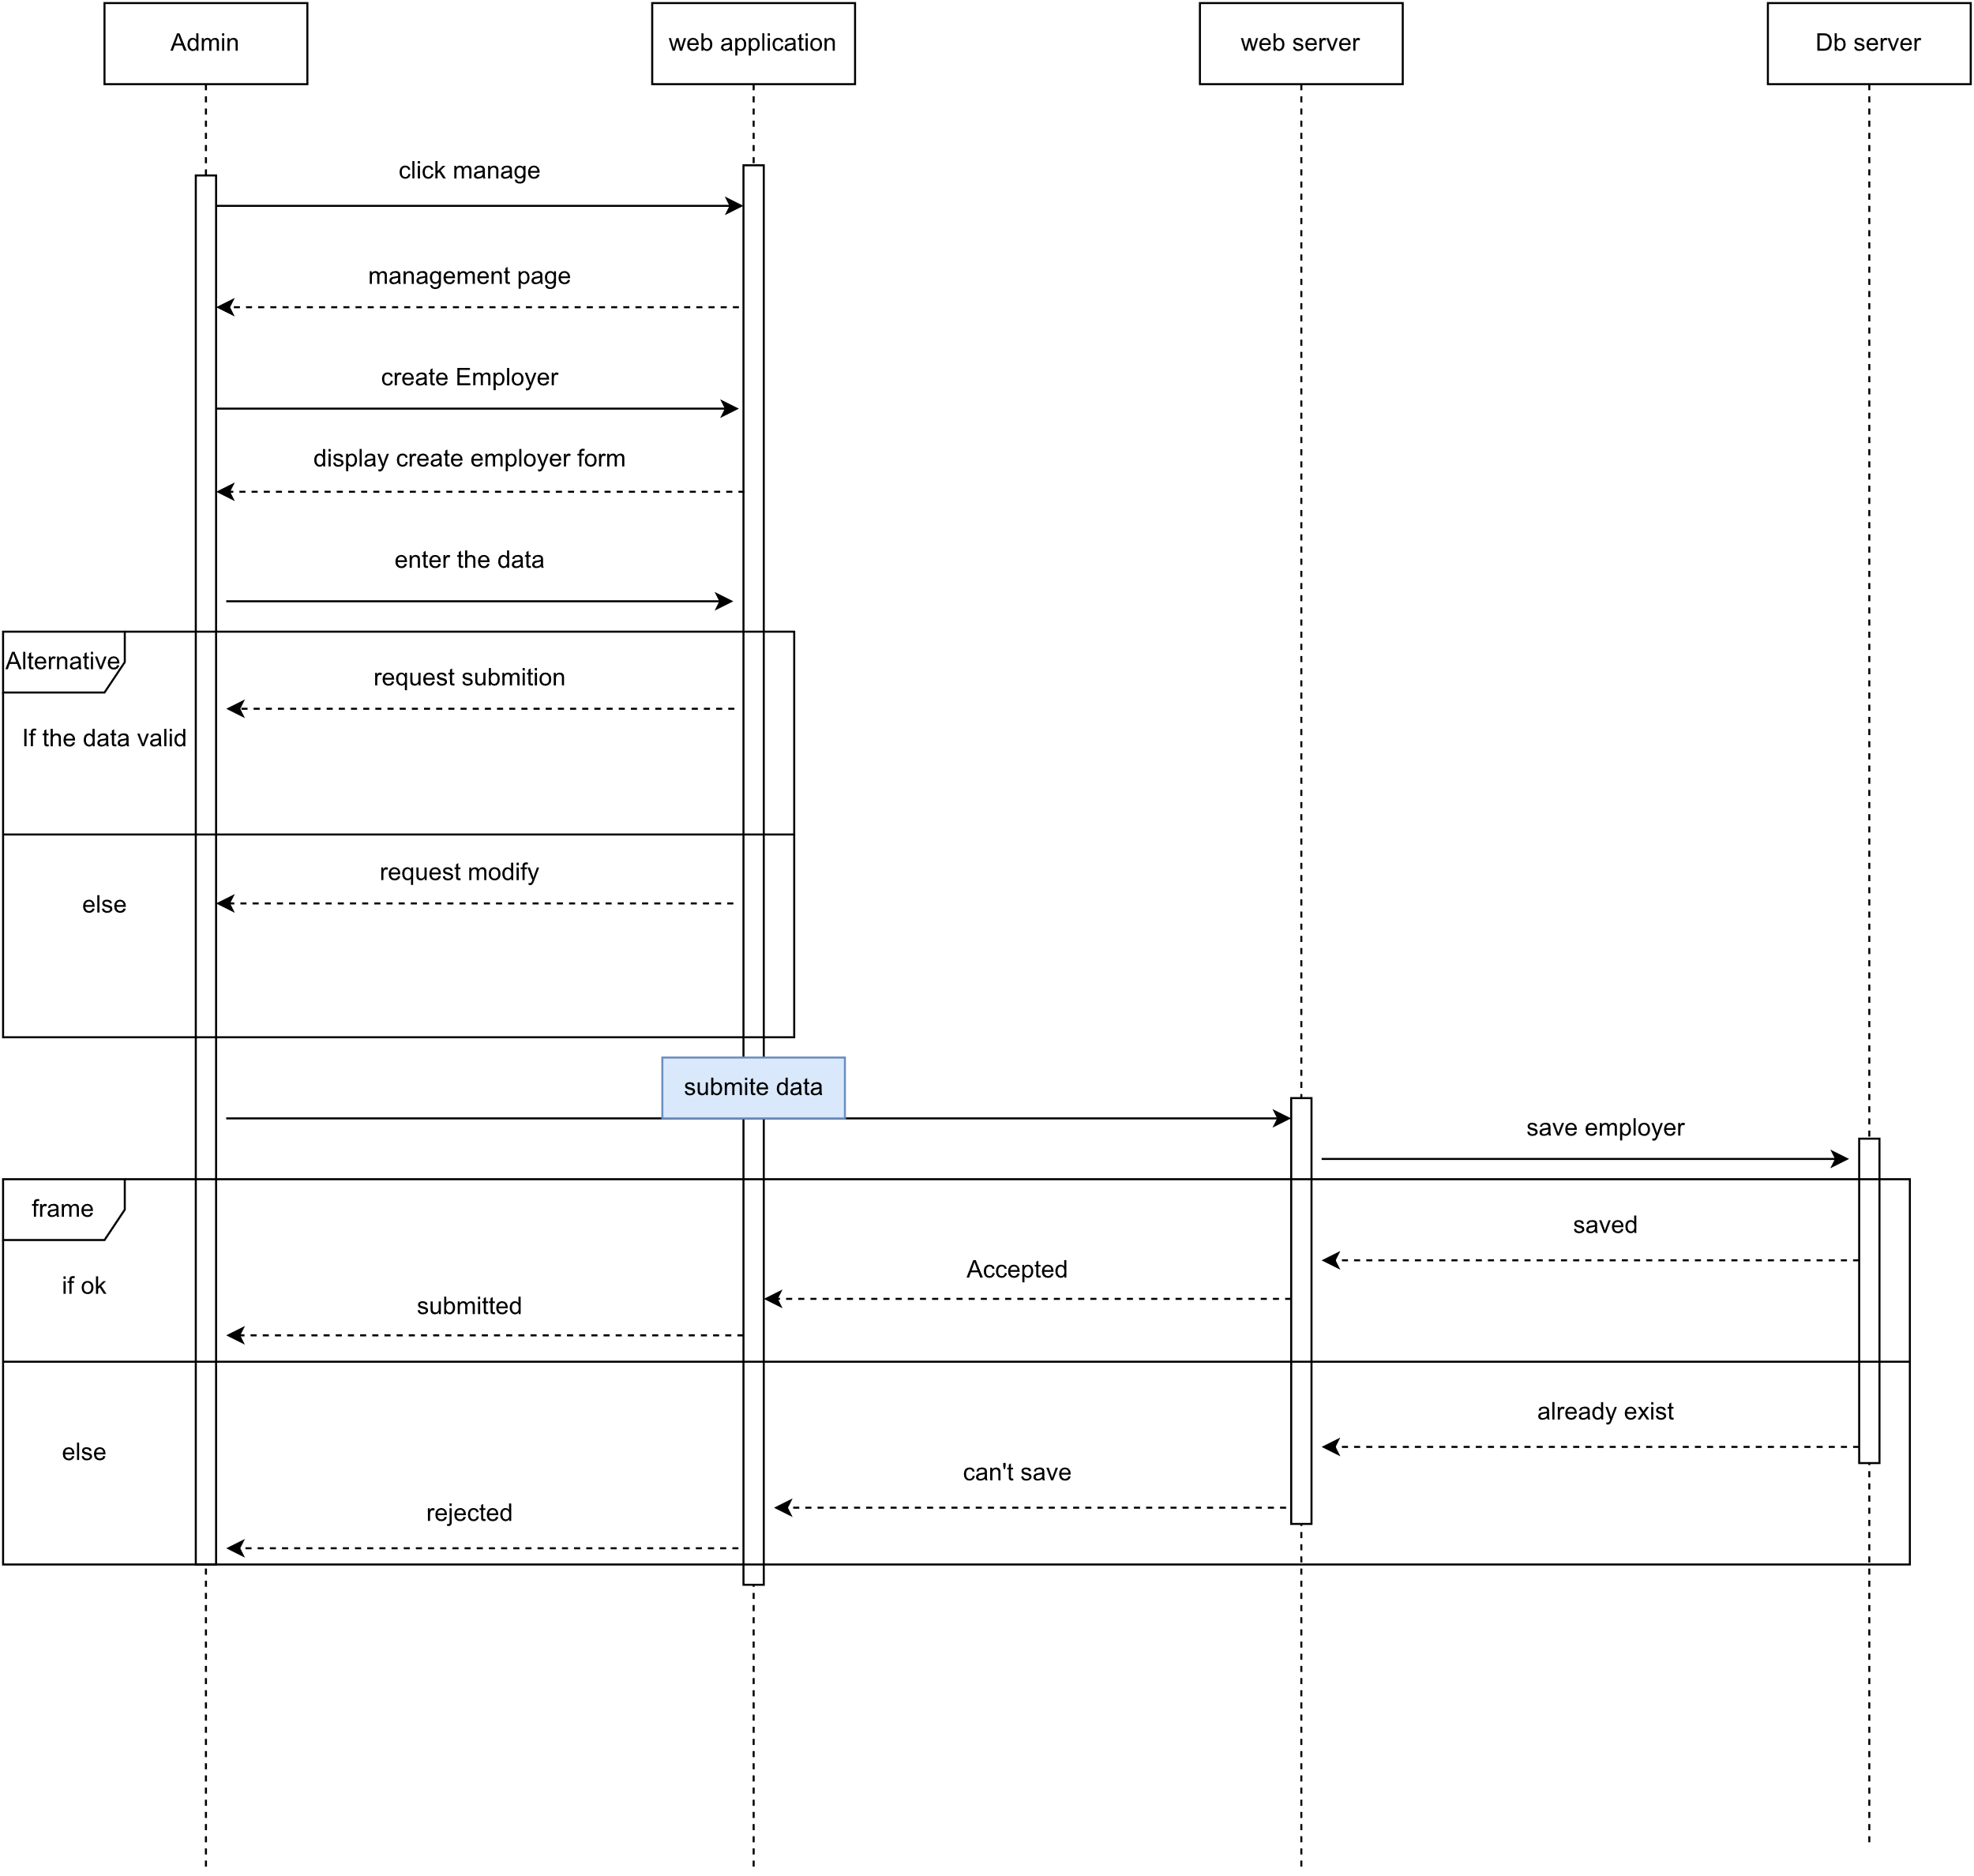 Admin
web application
web server
Db server
click manage
management page
create Employer
display create employer form
enter the data
Alternative
request submition
If the data valid
request modify
else
submite data
save employer
frame
saved
Accepted
if ok
submitted
already exist
else
can't save
rejected